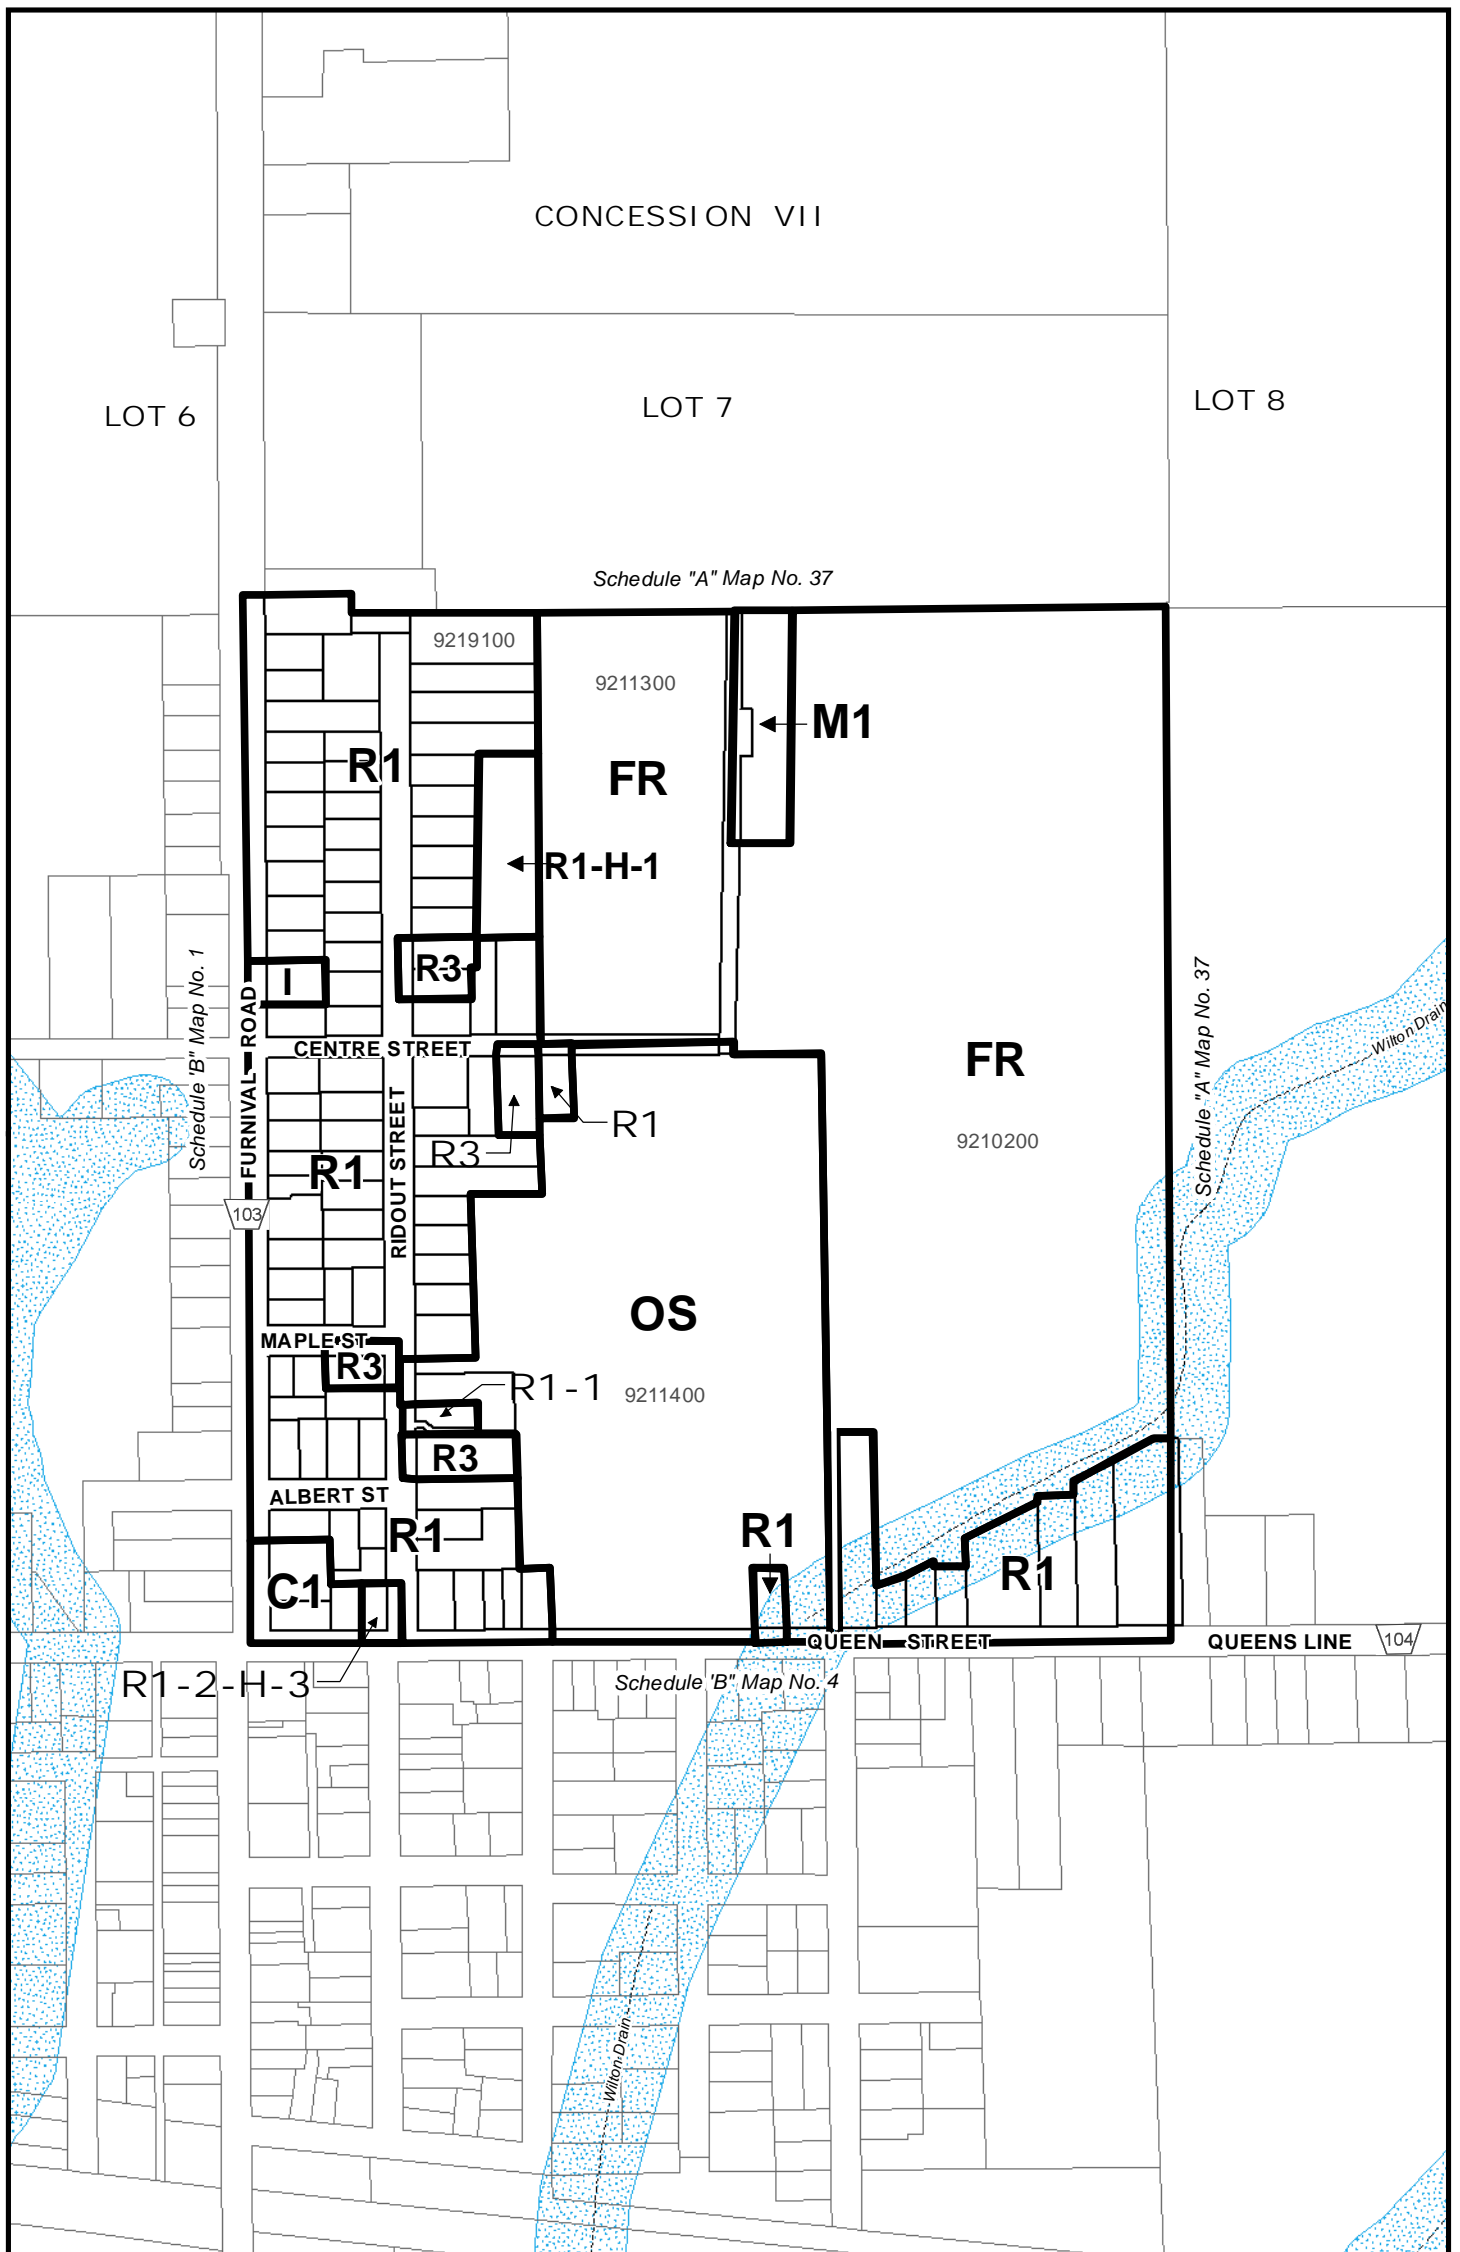 CONCESSION VII
LOT 6
LOT 7
LOT 8
Schedule "A" Map No. 37
9219100
9211300
M1
R1
FR
R1-H-1
R3
I
Schedule 'B" Map No. 1
FURNIVAL ROAD
CENTRE STREET
FR
9210200
Schedule "A" Map No. 37
Wilton Drain
R1
R3
R1
RIDOUT STREET
103
OS
9211400
MAPLE ST
R3
R1-1
R3
ALBERT ST
R1
R1
R1
C1
QUEEN STREET
QUEENS LINE
104
R1-2-H-3
Schedule 'B" Map No. 4
Wilton Drain